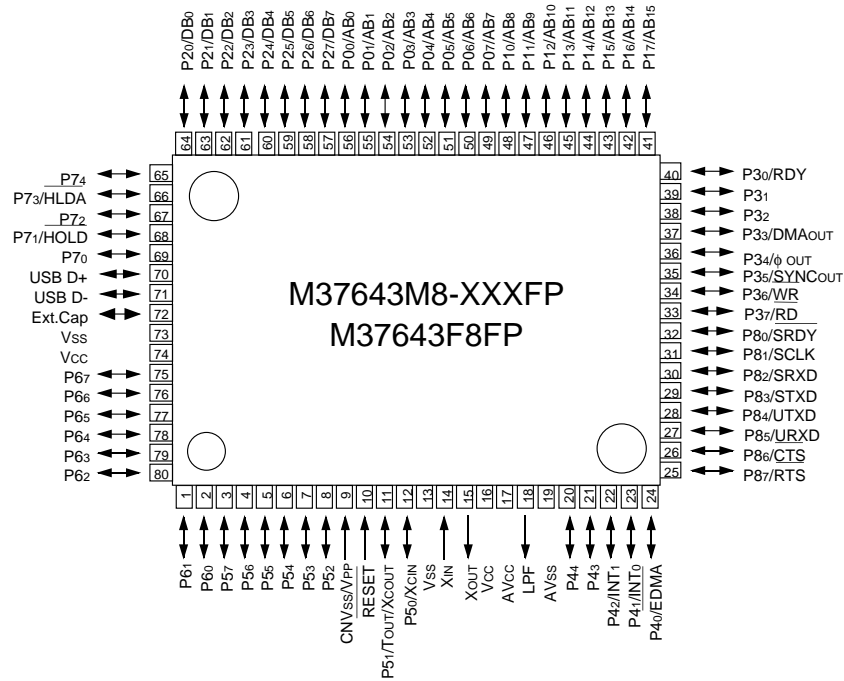 P20/DB0
P21/DB1
P22/DB2
P23/DB3
P24/DB4
P25/DB5
P26/DB6
P27/DB7
P00/AB0
P01/AB1
P02/AB2
P03/AB3
P04/AB4
P05/AB5
P06/AB6
P07/AB7
P10/AB8
P11/AB9
P12/AB10
P13/AB11
P14/AB12
P15/AB13
P16/AB14
P17/AB15
64 63 62 61 60 59 58 57 56 55 54 53 52 51 50 49 48 47 46 45 44 43 42 41
P74 65
P73/HLDA 66
P72 67
P71/HOLD 68
P70 69
USB D+ 70
USB D- 71
Ext.Cap 72
Vss 73
Vcc 74
P67 75
P66 76
P65 77
P64 78
P63 79
P62 80
M37643M8-XXXFP
M37643F8FP
40 P30/RDY
39 P31
38 P32
37 P33/DMAOUT
36 P34/ϕ OUT
35 P35/SYNCOUT
34 P36/WR
33 P37/RD
32 P80/SRDY
31 P81/SCLK
30 P82/SRXD
29 P83/STXD
28 P84/UTXD
27 P85/URXD
26 P86/CTS
25 P87/RTS
1 2 3 4 5 6 7 8 9 10 11 12 13 14 15 16 17 18 19 20 21 22 23 24
P61
P60
P57
P56
P55
P54
P53
P52
CNVss/VPP
RESET
P51/TOUT/XCOUT
P50/XCIN
Vss
XIN
XOUT
Vcc
AVcc
LPF
AVss
P44
P43
P42/INT1
P41/INT0
P40/EDMA